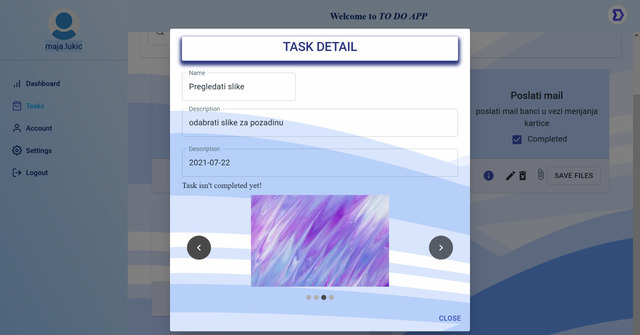 Welcome to TO DO APP
maja.lukic
Dashboard
Tasks
Account
Settings
Logout
TASK DETAIL
Name
Pregledati slike
Description
odabrati slike za pozadinu
Description
2021-07-22
Task isn't completed yet!
CLOSE
Poslati mail
poslati mail banci u vezi menjanja
kartice
Completed
SAVE FILES